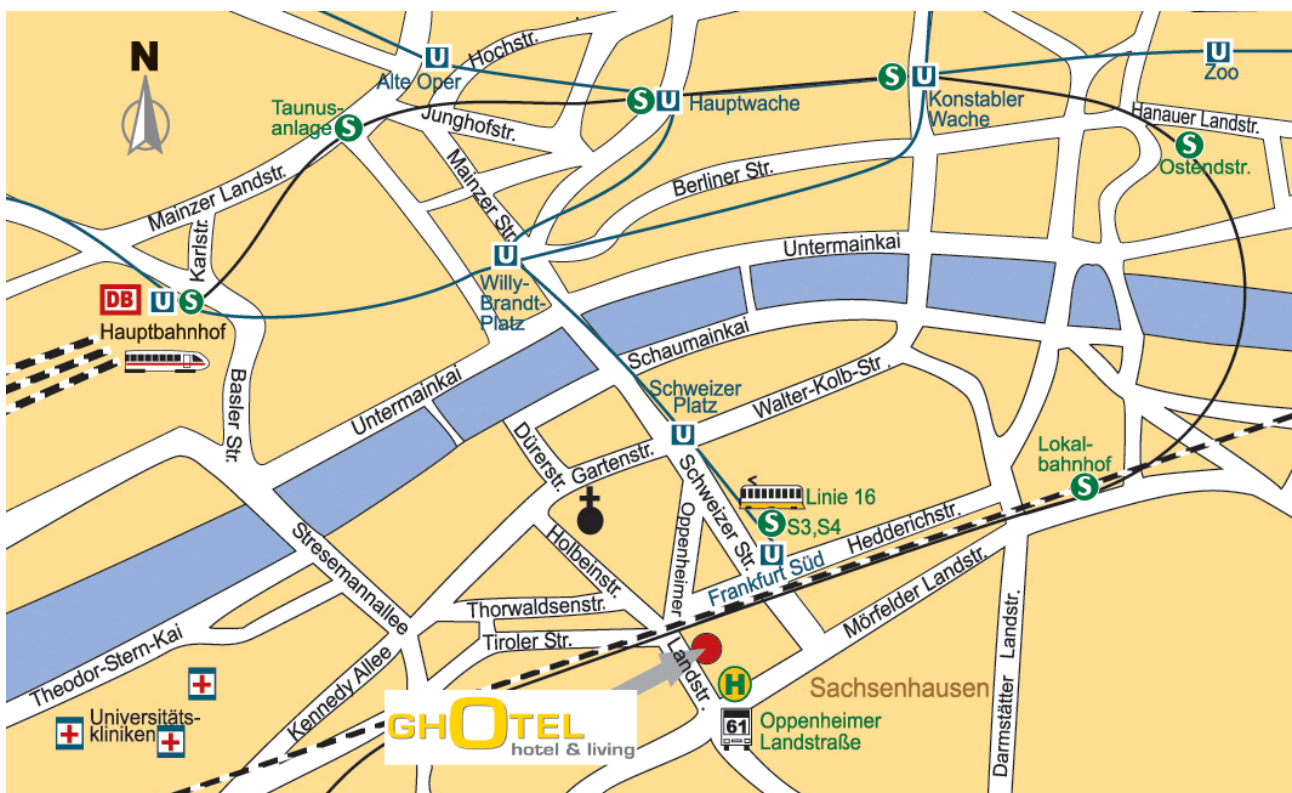 N
U
Alte Oper
Hochstr.
Taunus-
anlage
S
Junghofstr.
S
U
Hauptwache
S
U
Konstabler
Wache
U
Zoo
Hanauer Landstr.
S
Ostendstr.
Mainzer Landstr.
Mainzer Str.
Berliner Str.
Karlstr.
Untermainkai
U
Willy-
Brandt-
Platz
DB
U
S
Hauptbahnhof
Schaumainkai
Basler Str.
Untermainkai
Schweizer
Platz
U
Walter-Kolb-Str.
Dürerstr.
Gartenstr.
Lokal-
bahnhof
S
Schweizer Str.
Linie 16
S
S3,S4
U
Oppenheimer
Hedderichstr.
Frankfurt Süd
Holbeinstr.
Stresemannallee
Thorwaldsenstr.
Tiroler Str.
Mörfelder Landstr.
Landstr.
Darmstätter Landstr.
Theodor-Stern-Kai
Kennedy Allee
Universitäts-
kliniken
GHOTEL
hotel & living
H
Sachsenhausen
61
Oppenheimer
Landstraße